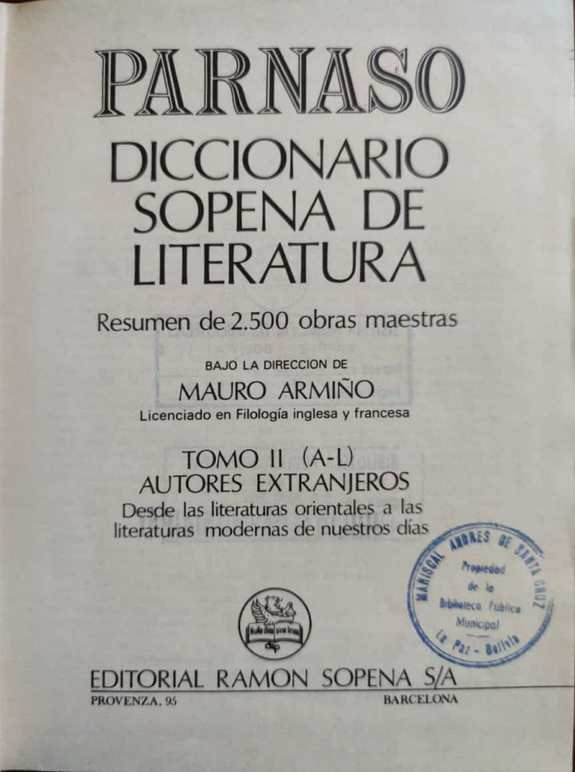 PARNASO
DICCIONARIO
SOPENA DE
LITERATURA
Resumen de 2.500 obras maestras
BAJO LA DIRECCION DE
MAURO ARMIÑO
Licenciado en Filología inglesa y francesa
TOMO II (A-L)
AUTORES EXTRANJEROS
Desde las literaturas orientales a las
literaturas modernas de nuestros días
MARISCAL ANDRES DE SANTA CRUZ
Propiedad
de la
Biblioteca Pública
Municipal
La Paz - Bolivia
EDITORIAL RAMON SOPENA S/A
PROVENZA, 95 BARCELONA